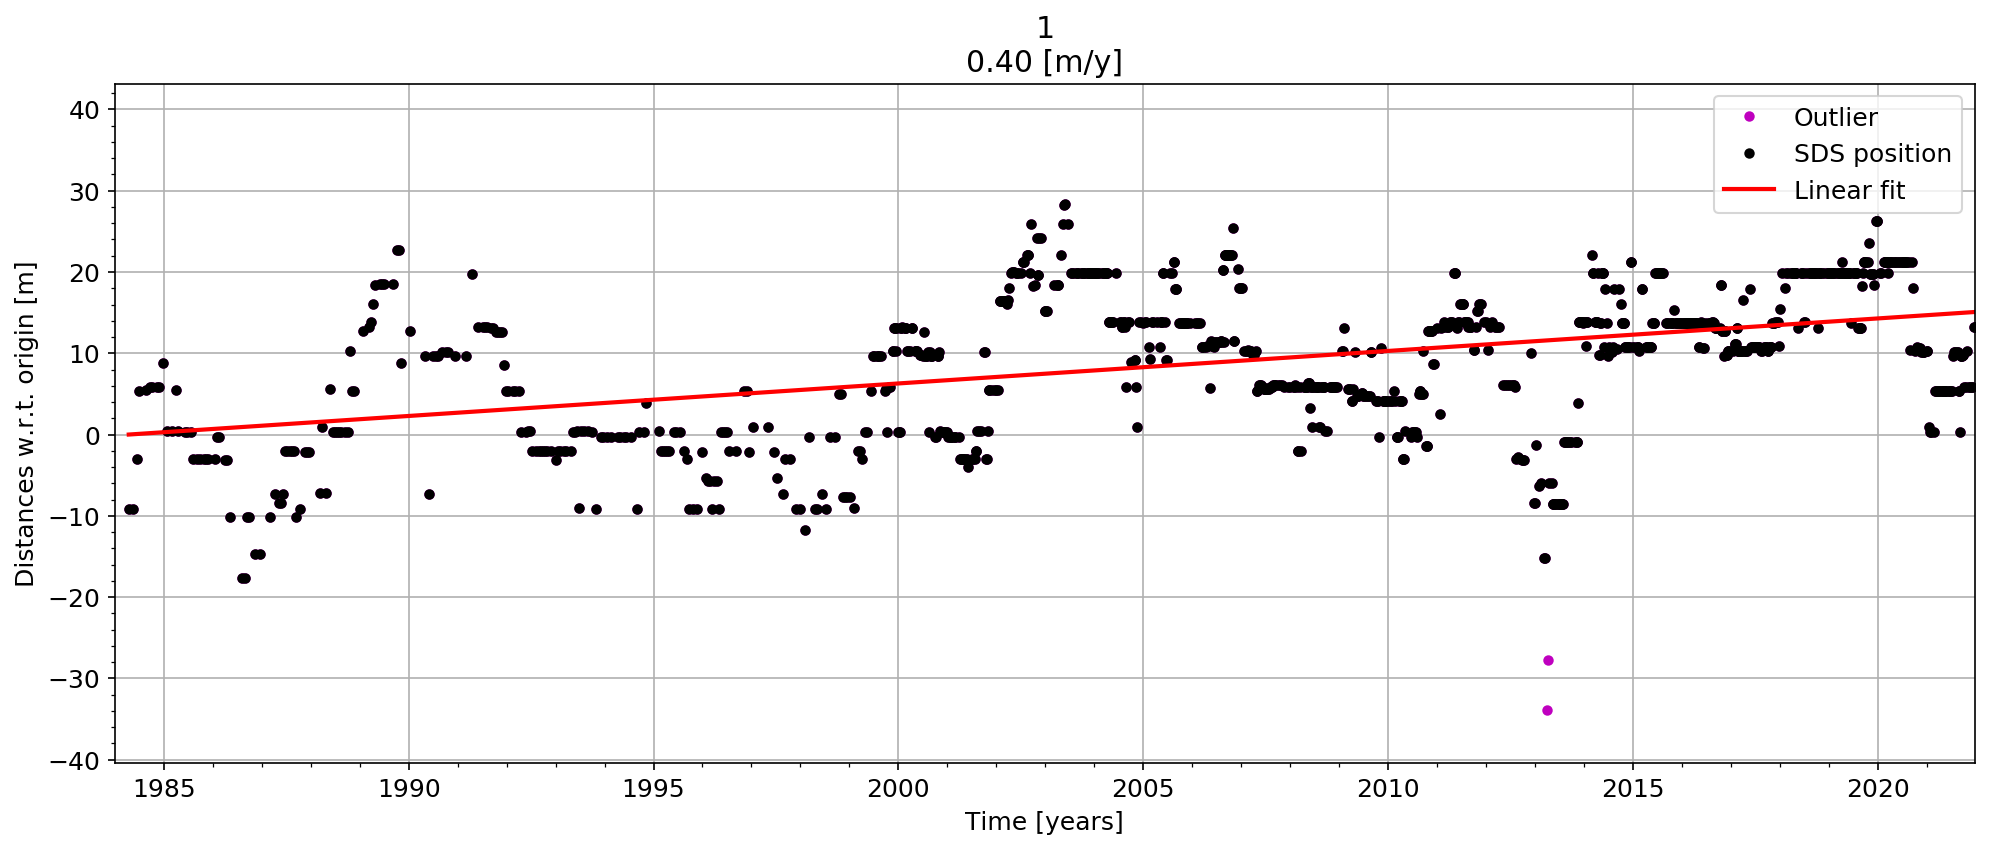 1
0.40 [m/y]
Outlier
SDS position
Linear fit
Distances w.r.t. origin [m]
40
30
20
10
0
−10
−20
−30
−40
1985 1990 1995 2000 2005 2010 2015 2020
Time [years]